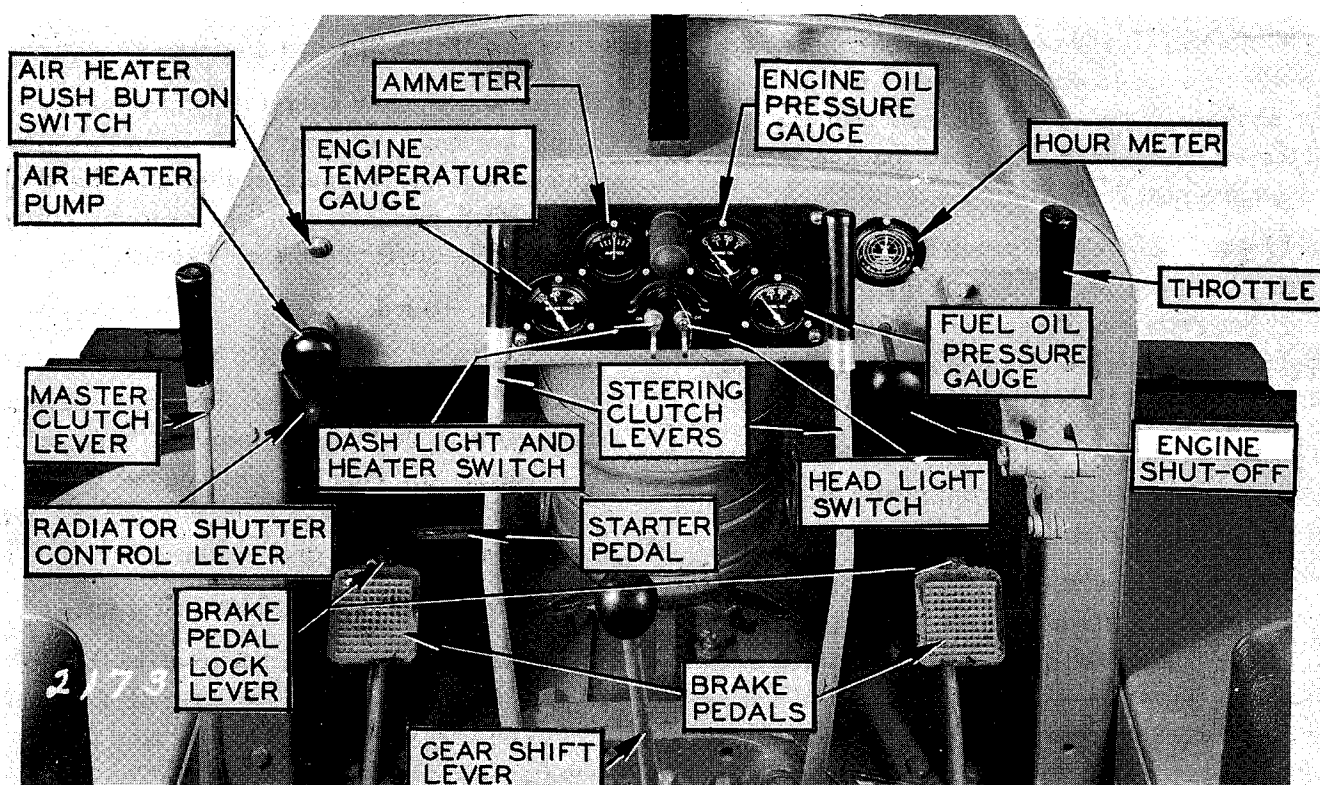 AIR HEATER
PUSH BUTTON
SWITCH
AMMETER
ENGINE OIL
PRESSURE
GAUGE
HOUR METER
ENGINE
TEMPERATURE
GAUGE
AIR HEATER
PUMP
THROTTLE
FUEL OIL
PRESSURE
GAUGE
MASTER
CLUTCH
LEVER
STEERING
CLUTCH
LEVERS
DASH LIGHT AND
HEATER SWITCH
ENGINE
SHUT-OFF
HEAD LIGHT
SWITCH
RADIATOR SHUTTER
CONTROL LEVER
STARTER
PEDAL
BRAKE
PEDAL
LOCK
LEVER
BRAKE
PEDALS
2173
GEAR SHIFT
LEVER